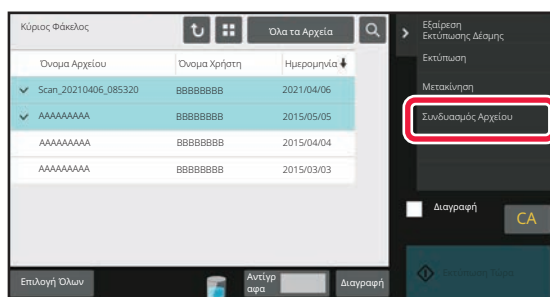 Κύριος Φάκελος
Όλα τα Αρχεία
Όνομα Αρχείου Όνομα Χρήστη Ημερομηνία
Scan_20210406_085320 BBBBBBBB 2021/04/06
AAAAAAAAA BBBBBBBB 2015/05/05
AAAAAAAAA BBBBBBBB 2015/04/04
AAAAAAAAA BBBBBBBB 2015/03/03
Επιλογή Όλων
Αντίγρ
αφα
Διαγραφή
Εξαίρεση
Εκτύπωσης Δέσμης
Εκτύπωση
Μετακίνηση
Συνδυασμός Αρχείου
Διαγραφή
CA
Εκτύπωση Τώρα